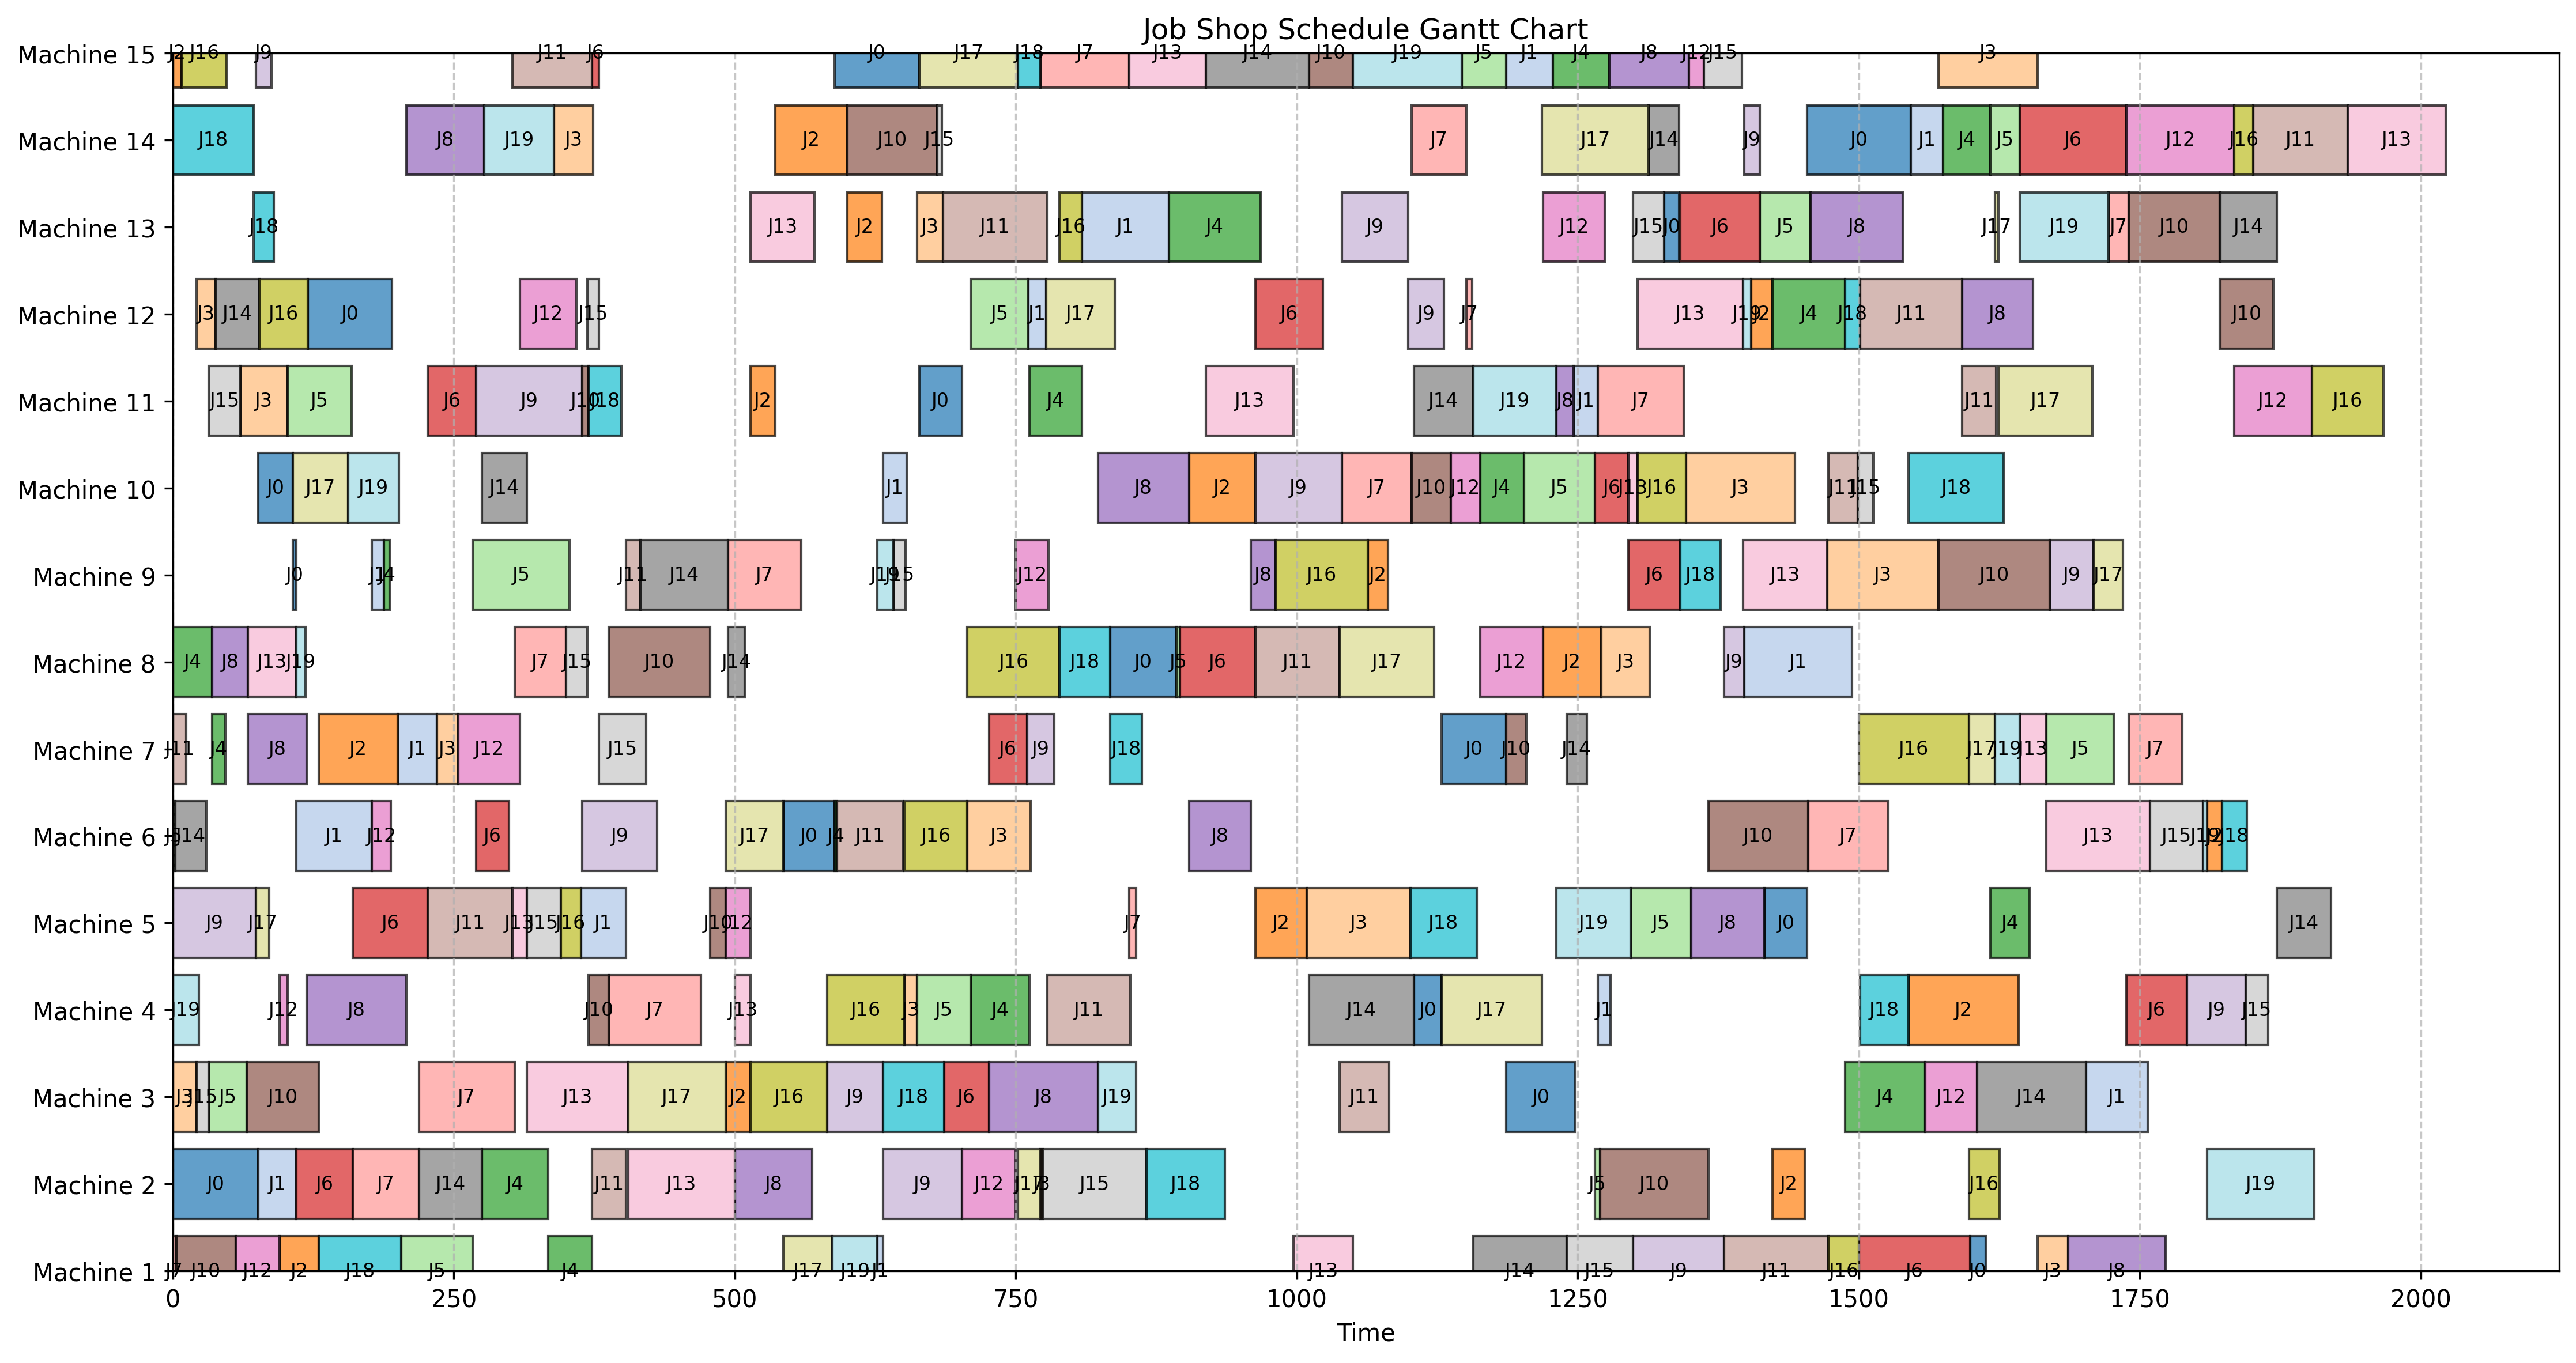 Job Shop Schedule Gantt Chart
Machine 15 J2 J16 J9 J11 J6 J0 J17 J18 J7 J13 J14 J10 J19 J5 J1 J4 J8 J12 J15 J3
Machine 14 J18 J8 J19 J3 J2 J10 J15 J7 J17 J14 J9 J0 J1 J4 J5 J6 J12 J16 J11 J13
Machine 13 J18 J13 J2 J3 J11 J16 J1 J4 J9 J12 J15 J0 J6 J5 J8 J17 J19 J7 J10 J14
Machine 12 J3 J14 J16 J0 J12 J15 J5 J1 J17 J6 J9 J7 J13 J19 J2 J4 J18 J11 J8 J10
Machine 11 J15 J3 J5 J6 J9 J10 J18 J2 J0 J4 J13 J14 J19 J8 J1 J7 J11 J17 J12 J16
Machine 10 J0 J17 J19 J14 J1 J8 J2 J9 J7 J10 J12 J4 J5 J6 J13 J16 J3 J11 J15 J18
Machine 9 J0 J1 J4 J5 J11 J14 J7 J19 J15 J12 J8 J16 J2 J6 J18 J13 J3 J10 J9 J17
Machine 8 J4 J8 J13 J19 J7 J15 J10 J14 J16 J18 J0 J5 J6 J11 J17 J12 J2 J3 J9 J1
Machine 7 J11 J4 J8 J2 J1 J3 J12 J15 J6 J9 J18 J0 J10 J14 J16 J17 J19 J13 J5 J7
Machine 6 J5 J14 J1 J12 J6 J9 J17 J0 J4 J11 J16 J3 J8 J10 J7 J13 J15 J19 J2 J18
Machine 5 J9 J17 J6 J11 J13 J15 J16 J1 J10 J12 J7 J2 J3 J18 J19 J5 J8 J0 J4 J14
Machine 4 J19 J12 J8 J10 J7 J13 J16 J3 J5 J4 J11 J14 J0 J17 J1 J18 J2 J6 J9 J15
Machine 3 J3 J15 J5 J10 J7 J13 J17 J2 J16 J9 J18 J6 J8 J19 J11 J0 J4 J12 J14 J1
Machine 2 J0 J1 J6 J7 J14 J4 J11 J13 J8 J9 J12 J17 J3 J15 J18 J5 J10 J2 J16 J19
Machine 1 J7 J10 J12 J2 J18 J5 J4 J17 J19 J1 J13 J14 J15 J9 J11 J16 J6 J0 J3 J8
0 250 500 750 1000 1250 1500 1750 2000
Time